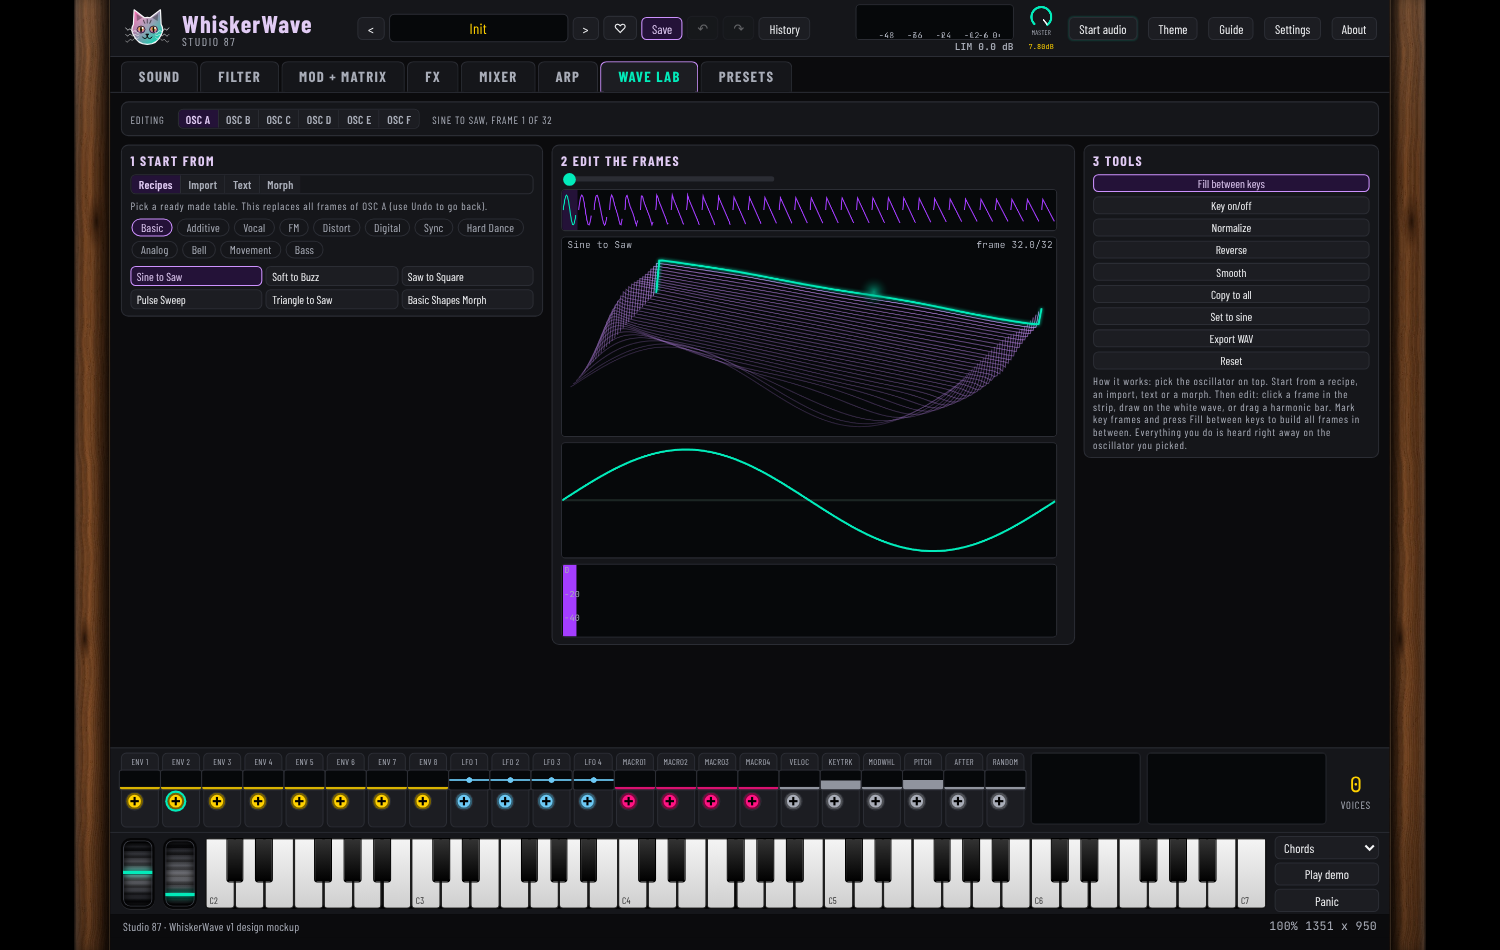 WhiskerWave
STUDIO 87
< Init > Save History
-48 -36 -24 -12 -6 0
LIM 0.0 dB
MASTER
7.80dB
Start audio Theme Guide Settings About
SOUND FILTER MOD + MATRIX FX MIXER ARP WAVE LAB PRESETS
EDITING OSC A OSC B OSC C OSC D OSC E OSC F SINE TO SAW, FRAME 1 OF 32
1 START FROM
Recipes Import Text Morph
Pick a ready made table. This replaces all frames of OSC A (use Undo to go back).
Basic Additive Vocal FM Distort Digital Sync Hard Dance
Analog Bell Movement Bass
Sine to Saw Soft to Buzz Saw to Square
Pulse Sweep Triangle to Saw Basic Shapes Morph
2 EDIT THE FRAMES
Sine to Saw frame 32.0/32
0
-20
-40
3 TOOLS
Fill between keys
Key on/off
Normalize
Reverse
Smooth
Copy to all
Set to sine
Export WAV
Reset
How it works: pick the oscillator on top. Start from a recipe,
an import, text or a morph. Then edit: click a frame in the
strip, draw on the white wave, or drag a harmonic bar. Mark
key frames and press Fill between keys to build all frames in
between. Everything you do is heard right away on the
oscillator you picked.
ENV 1 ENV 2 ENV 3 ENV 4 ENV 5 ENV 6 ENV 7 ENV 8 LFO 1 LFO 2 LFO 3 LFO 4 MACRO1 MACRO2 MACRO3 MACRO4 VELOC KEYTRK MODWHL PITCH AFTER RANDOM
0
VOICES
C2 C3 C4 C5 C6 C7
Chords
Play demo
Panic
Studio 87 · WhiskerWave v1 design mockup
100% 1351 x 950